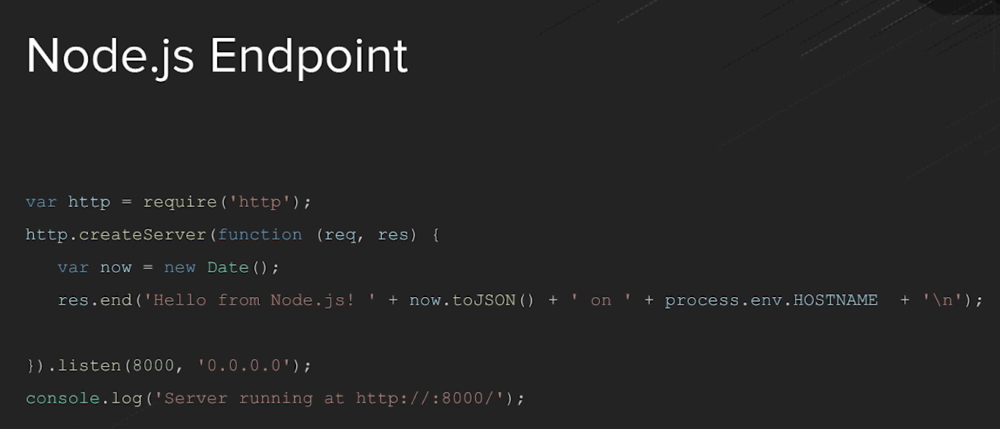 Node.js Endpoint
var http = require('http');
http.createServer(function (req, res) {
var now = new Date();
res.end('Hello from Node.js! ' + now.toJSON() + ' on ' + process.env.HOSTNAME  + '\n');
}).listen(8000, '0.0.0.0');
console.log('Server running at http://:8000/');